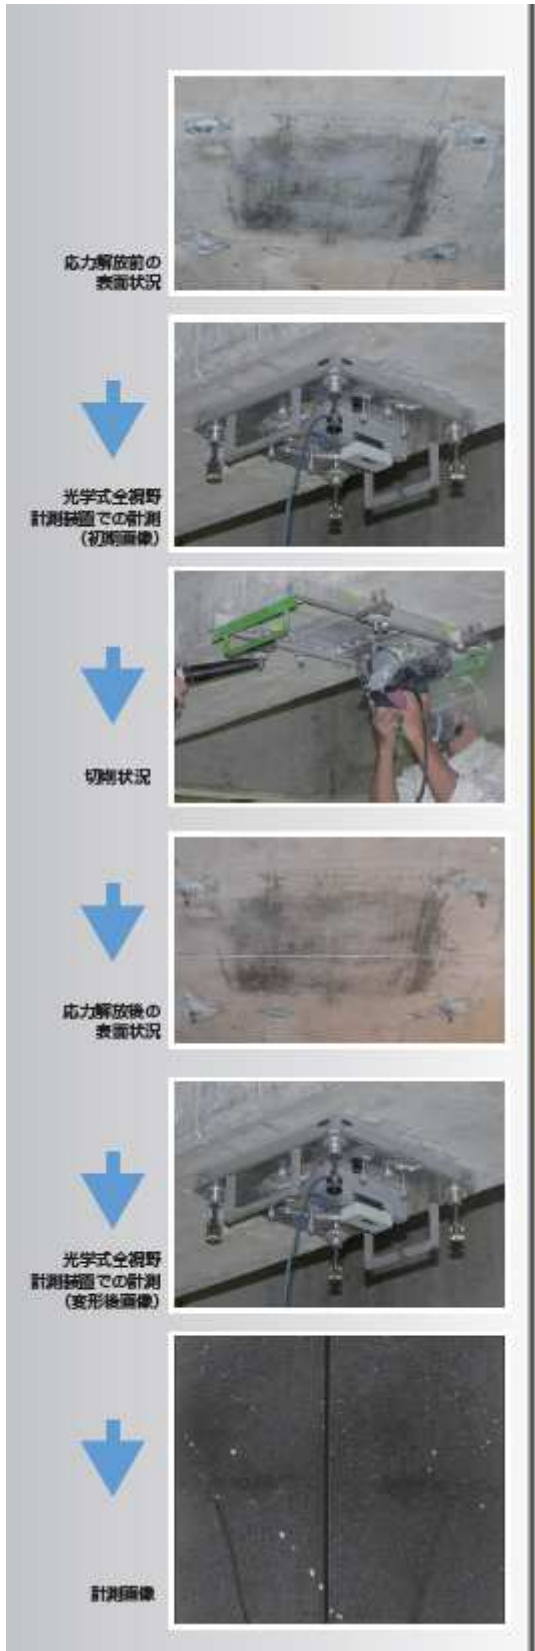 応力解放前の
表面状況
光学式全視野
計測装置での計測
（初期画像）
切削状況
応力解放後の
表面状況
光学式全視野
計測装置での計測
（変形後画像）
計測画像